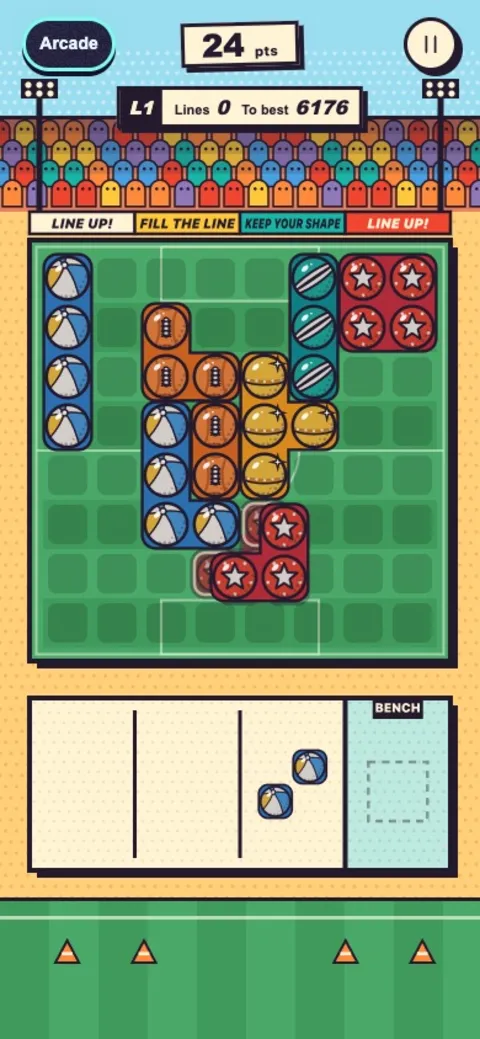 Arcade
24 pts
L1 Lines 0 To best 6176
LINE UP! FILL THE LINE KEEP YOUR SHAPE LINE UP!
BENCH